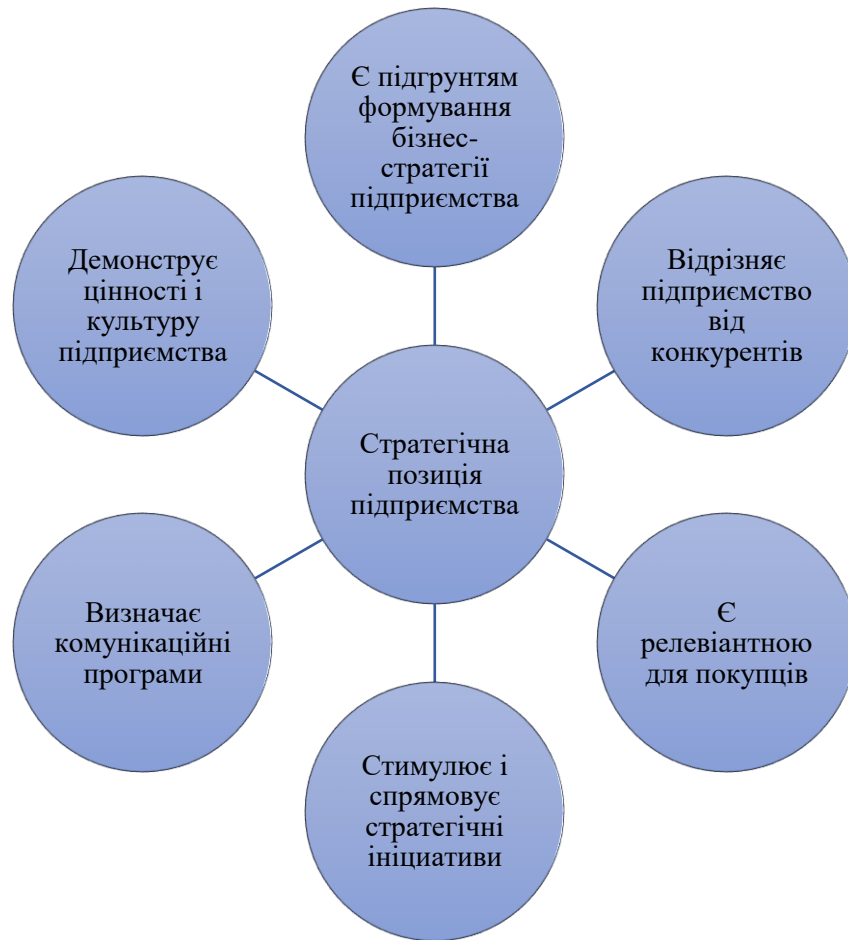 Є підгрунтям
формування
бізнес-
стратегії
підприємства
Демонструє
цінності і
культуру
підприємства
Відрізняє
підприємство
від
конкурентів
Стратегічна
позиція
підприємства
Визначає
комунікаційні
програми
Є
релевіантною
для покупців
Стимулює і
спрямовує
стратегічні
ініціативи